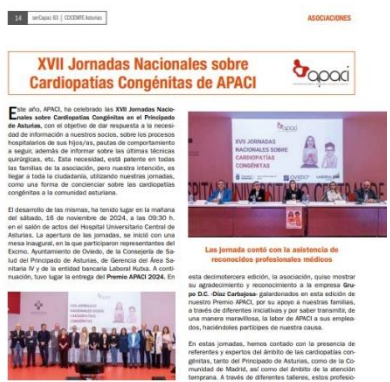 14 serCapaz 83 | COCEMFE Asturias
ASOCIACIONES
XVII Jornadas Nacionales sobre
Cardiopatías Congénitas de APACI
apaci
Este año, APACI, ha celebrado las XVII Jornadas Nacio-
nales sobre Cardiopatías Congénitas en el Principado
de Asturias, con el objetivo de dar respuesta a la necesi-
dad de información a nuestros socios, sobre los procesos
hospitalarios de sus hijos/as, pautas de comportamiento
a seguir, además de informar sobre las últimas técnicas
quirúrgicas, etc. Esta necesidad, está patente en todas
las familias de la asociación, pero nuestra intención, es
llegar a toda la ciudadanía, utilizando nuestras jornadas,
como una forma de concienciar sobre las cardiopatías
congénitas a la comunidad asturiana.
El desarrollo de las mismas, ha tenido lugar en la mañana
del sábado, 16 de noviembre de 2024, a las 09:30 h.
en el salón de actos del Hospital Universitario Central de
Asturias. La apertura de las jornadas, se inició con una
mesa inaugural, en la que participaron representantes del
Excmo. Ayuntamiento de Oviedo, de la Consejería de Sa-
lud del Principado de Asturias, de Gerencia del Área Sa-
nitaria IV y de la entidad bancaria Laboral Kutxa. A conti-
nuación, tuvo lugar la entrega del Premio APACI 2024. En
apaci
XVII JORNADAS
NACIONALES SOBRE
CARDIOPATÍAS
CONGÉNITAS
OVIEDO
Las jornada contó con la asistencia de
reconocidos profesionales médicos
esta decimotercera edición, la asociación, quiso mostrar
su agradecimiento y reconocimiento a la empresa Gru-
po D.C. -Díaz Carbajosa- galardonados en esta edición de
nuestro Premio APACI, por su apoyo a nuestras familias,
a través de diferentes iniciativas y por saber transmitir, de
una manera maravillosa, la labor de APACI a sus emplea-
dos, haciéndoles partícipes de nuestra causa.
En estas jornadas, hemos contado con la presencia de
referentes y expertos del ámbito de las cardiopatías con-
génitas, tanto del Principado de Asturias, como de la Co-
munidad de Madrid, así como del ámbito de la atención
temprana. A través de diferentes talleres, estos profesio-